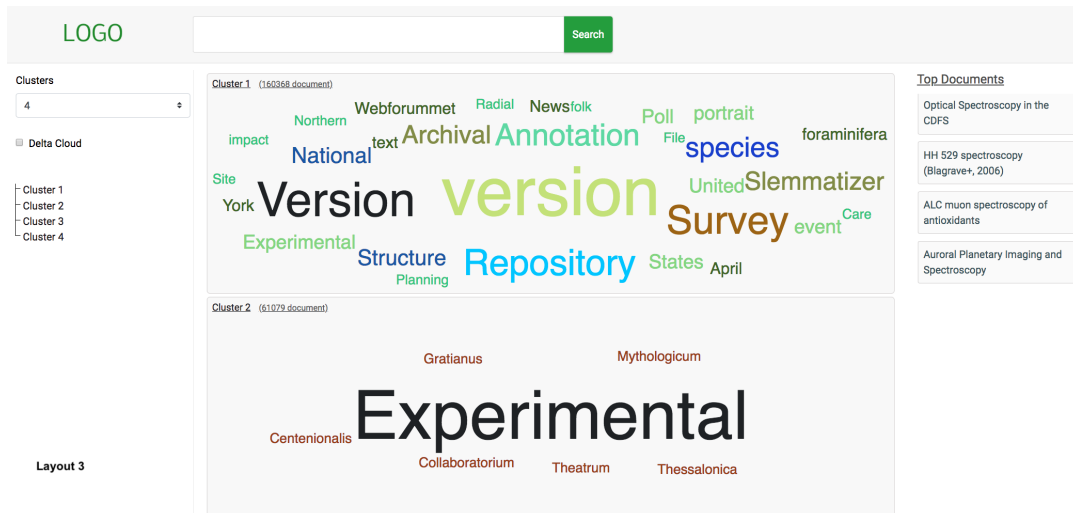 LOGO
Search
Clusters
4
Delta Cloud
Cluster 1
Cluster 2
Cluster 3
Cluster 4
Layout 3
Cluster 1 (160368 document)
Webforummet Radial News folk
Northern Poll portrait
impact text Archival Annotation File foraminifera
National species
Site United Slemmatizer
York Version version
Survey event Care
Experimental
Structure Repository States April
Planning
Cluster 2 (61079 document)
Gratianus Mythologicum
Experimental
Centenionalis
Collaboratorium Theatrum Thessalonica
Top Documents
Optical Spectroscopy in the
CDFS
HH 529 spectroscopy
(Blagrave+, 2006)
ALC muon spectroscopy of
antioxidants
Auroral Planetary Imaging and
Spectroscopy